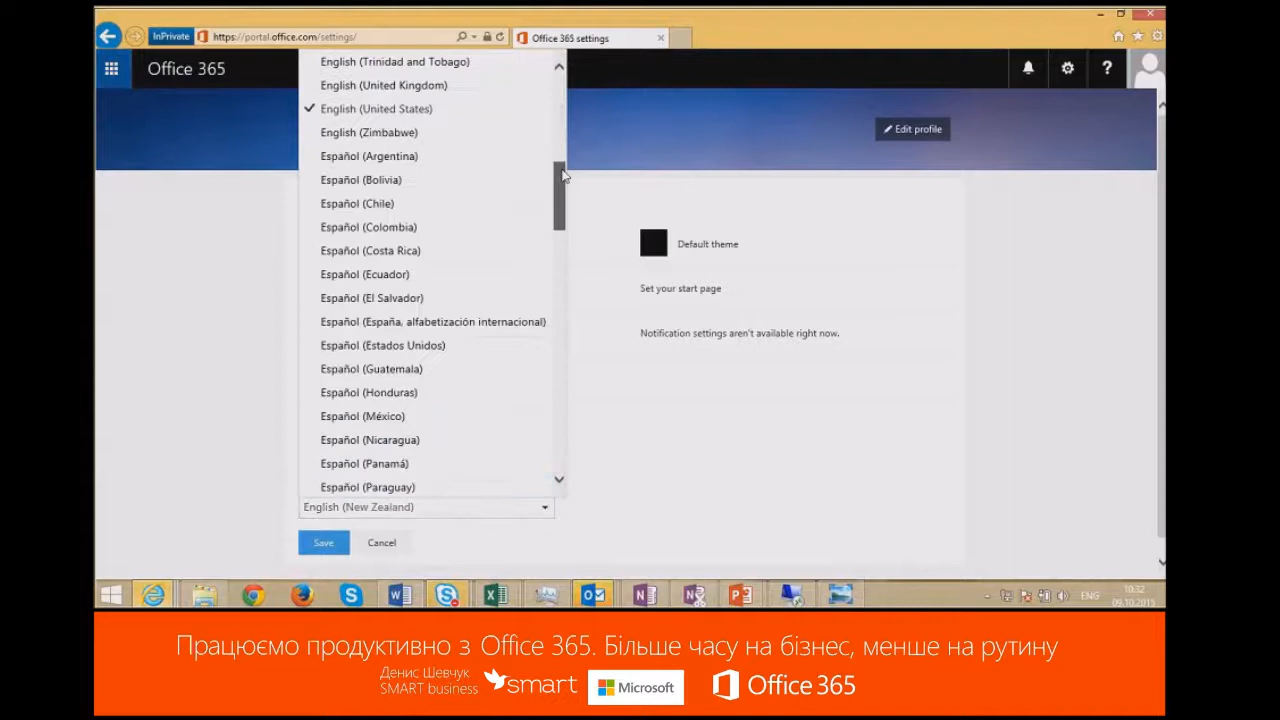 InPrivate
https://portal.office.com/settings/
Office 365 settings
Office 365
?
Edit profile
English (Trinidad and Tobago)
English (United Kingdom)
English (United States)
English (Zimbabwe)
Español (Argentina)
Español (Bolivia)
Español (Chile)
Español (Colombia)
Español (Costa Rica)
Español (Ecuador)
Español (El Salvador)
Español (España, alfabetización internacional)
Español (Estados Unidos)
Español (Guatemala)
Español (Honduras)
Español (México)
Español (Nicaragua)
Español (Panamá)
Español (Paraguay)
English (New Zealand)
Save
Cancel
Default theme
Set your start page
Notification settings aren't available right now.
ENG
10:32
09.10.2015
Працюємо продуктивно з Office 365. Більше часу на бізнес, менше на рутину
Денис Шевчук
SMART business
smart
Microsoft
Office 365